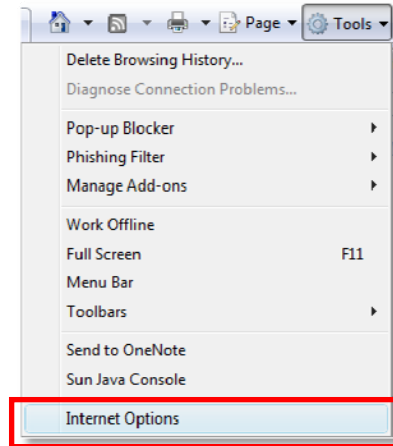 Page Tools
Delete Browsing History...
Diagnose Connection Problems...
Pop-up Blocker
Phishing Filter
Manage Add-ons
Work Offline
Full Screen F11
Menu Bar
Toolbars
Send to OneNote
Sun Java Console
Internet Options